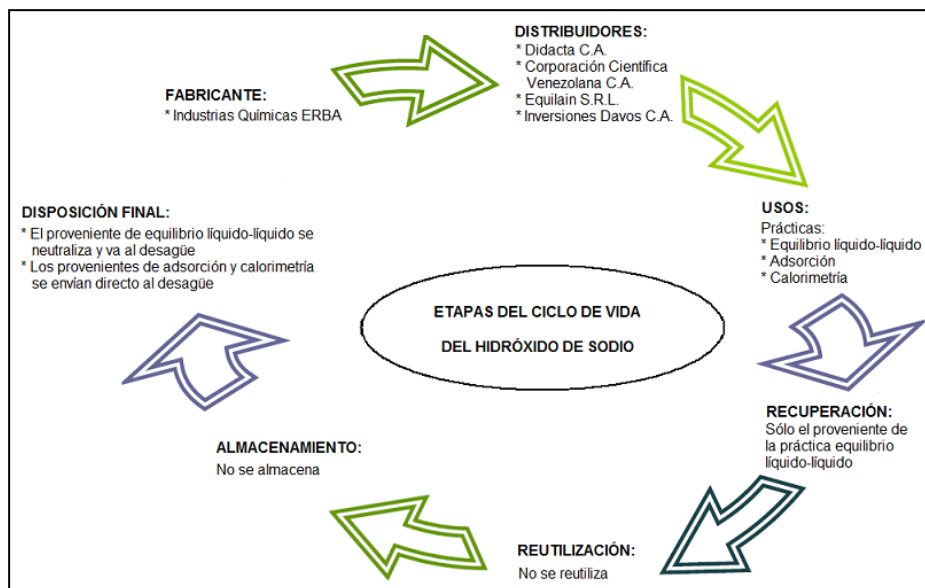 FABRICANTE:
* Industrias Químicas ERBA
DISTRIBUIDORES:
* Didacta C.A.
* Corporación Científica
Venezolana C.A.
* Equilain S.R.L.
* Inversiones Davos C.A.
USOS:
Prácticas:
* Equilibrio líquido-líquido
* Adsorción
* Calorimetría
RECUPERACIÓN:
Sólo el proveniente de
la práctica equilibrio
líquido-líquido
REUTILIZACIÓN:
No se reutiliza
ALMACENAMIENTO:
No se almacena
DISPOSICIÓN FINAL:
* El proveniente de equilibrio líquido-líquido se
neutraliza y va al desagüe
* Los provenientes de adsorción y calorimetría
se envían directo al desagüe
ETAPAS DEL CICLO DE VIDA
DEL HIDRÓXIDO DE SODIO